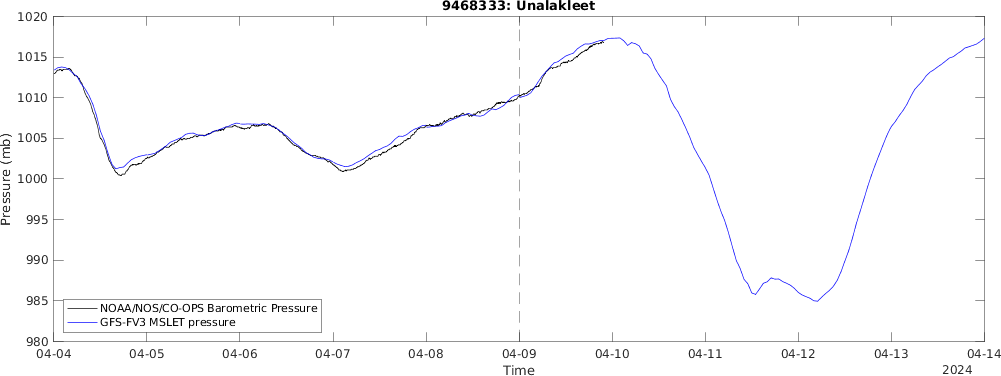 9468333: Unalakleet
1020
1015
1010
1005
1000
995
990
985
980
Pressure (mb)
NOAA/NOS/CO-OPS Barometric Pressure
GFS-FV3 MSLET pressure
04-04 04-05 04-06 04-07 04-08 04-09 04-10 04-11 04-12 04-13 04-14
Time
2024